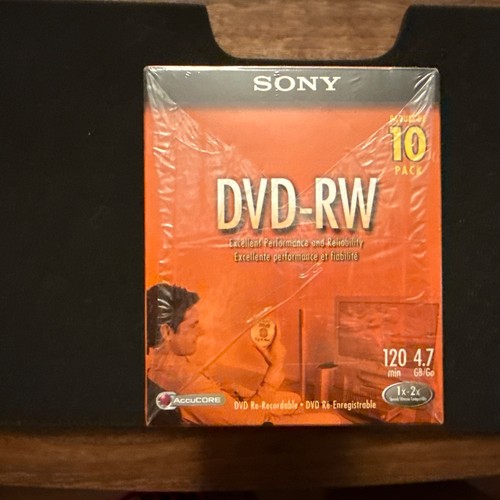 SONY
10
PACK
DVD-RW
Excellent Performance and Reliability
Excellente performance et fiabilité
120 4.7
min GB/Go
1x-2x
AccuCORE
DVD Re-Recordable • DVD Ré-Enregistrable